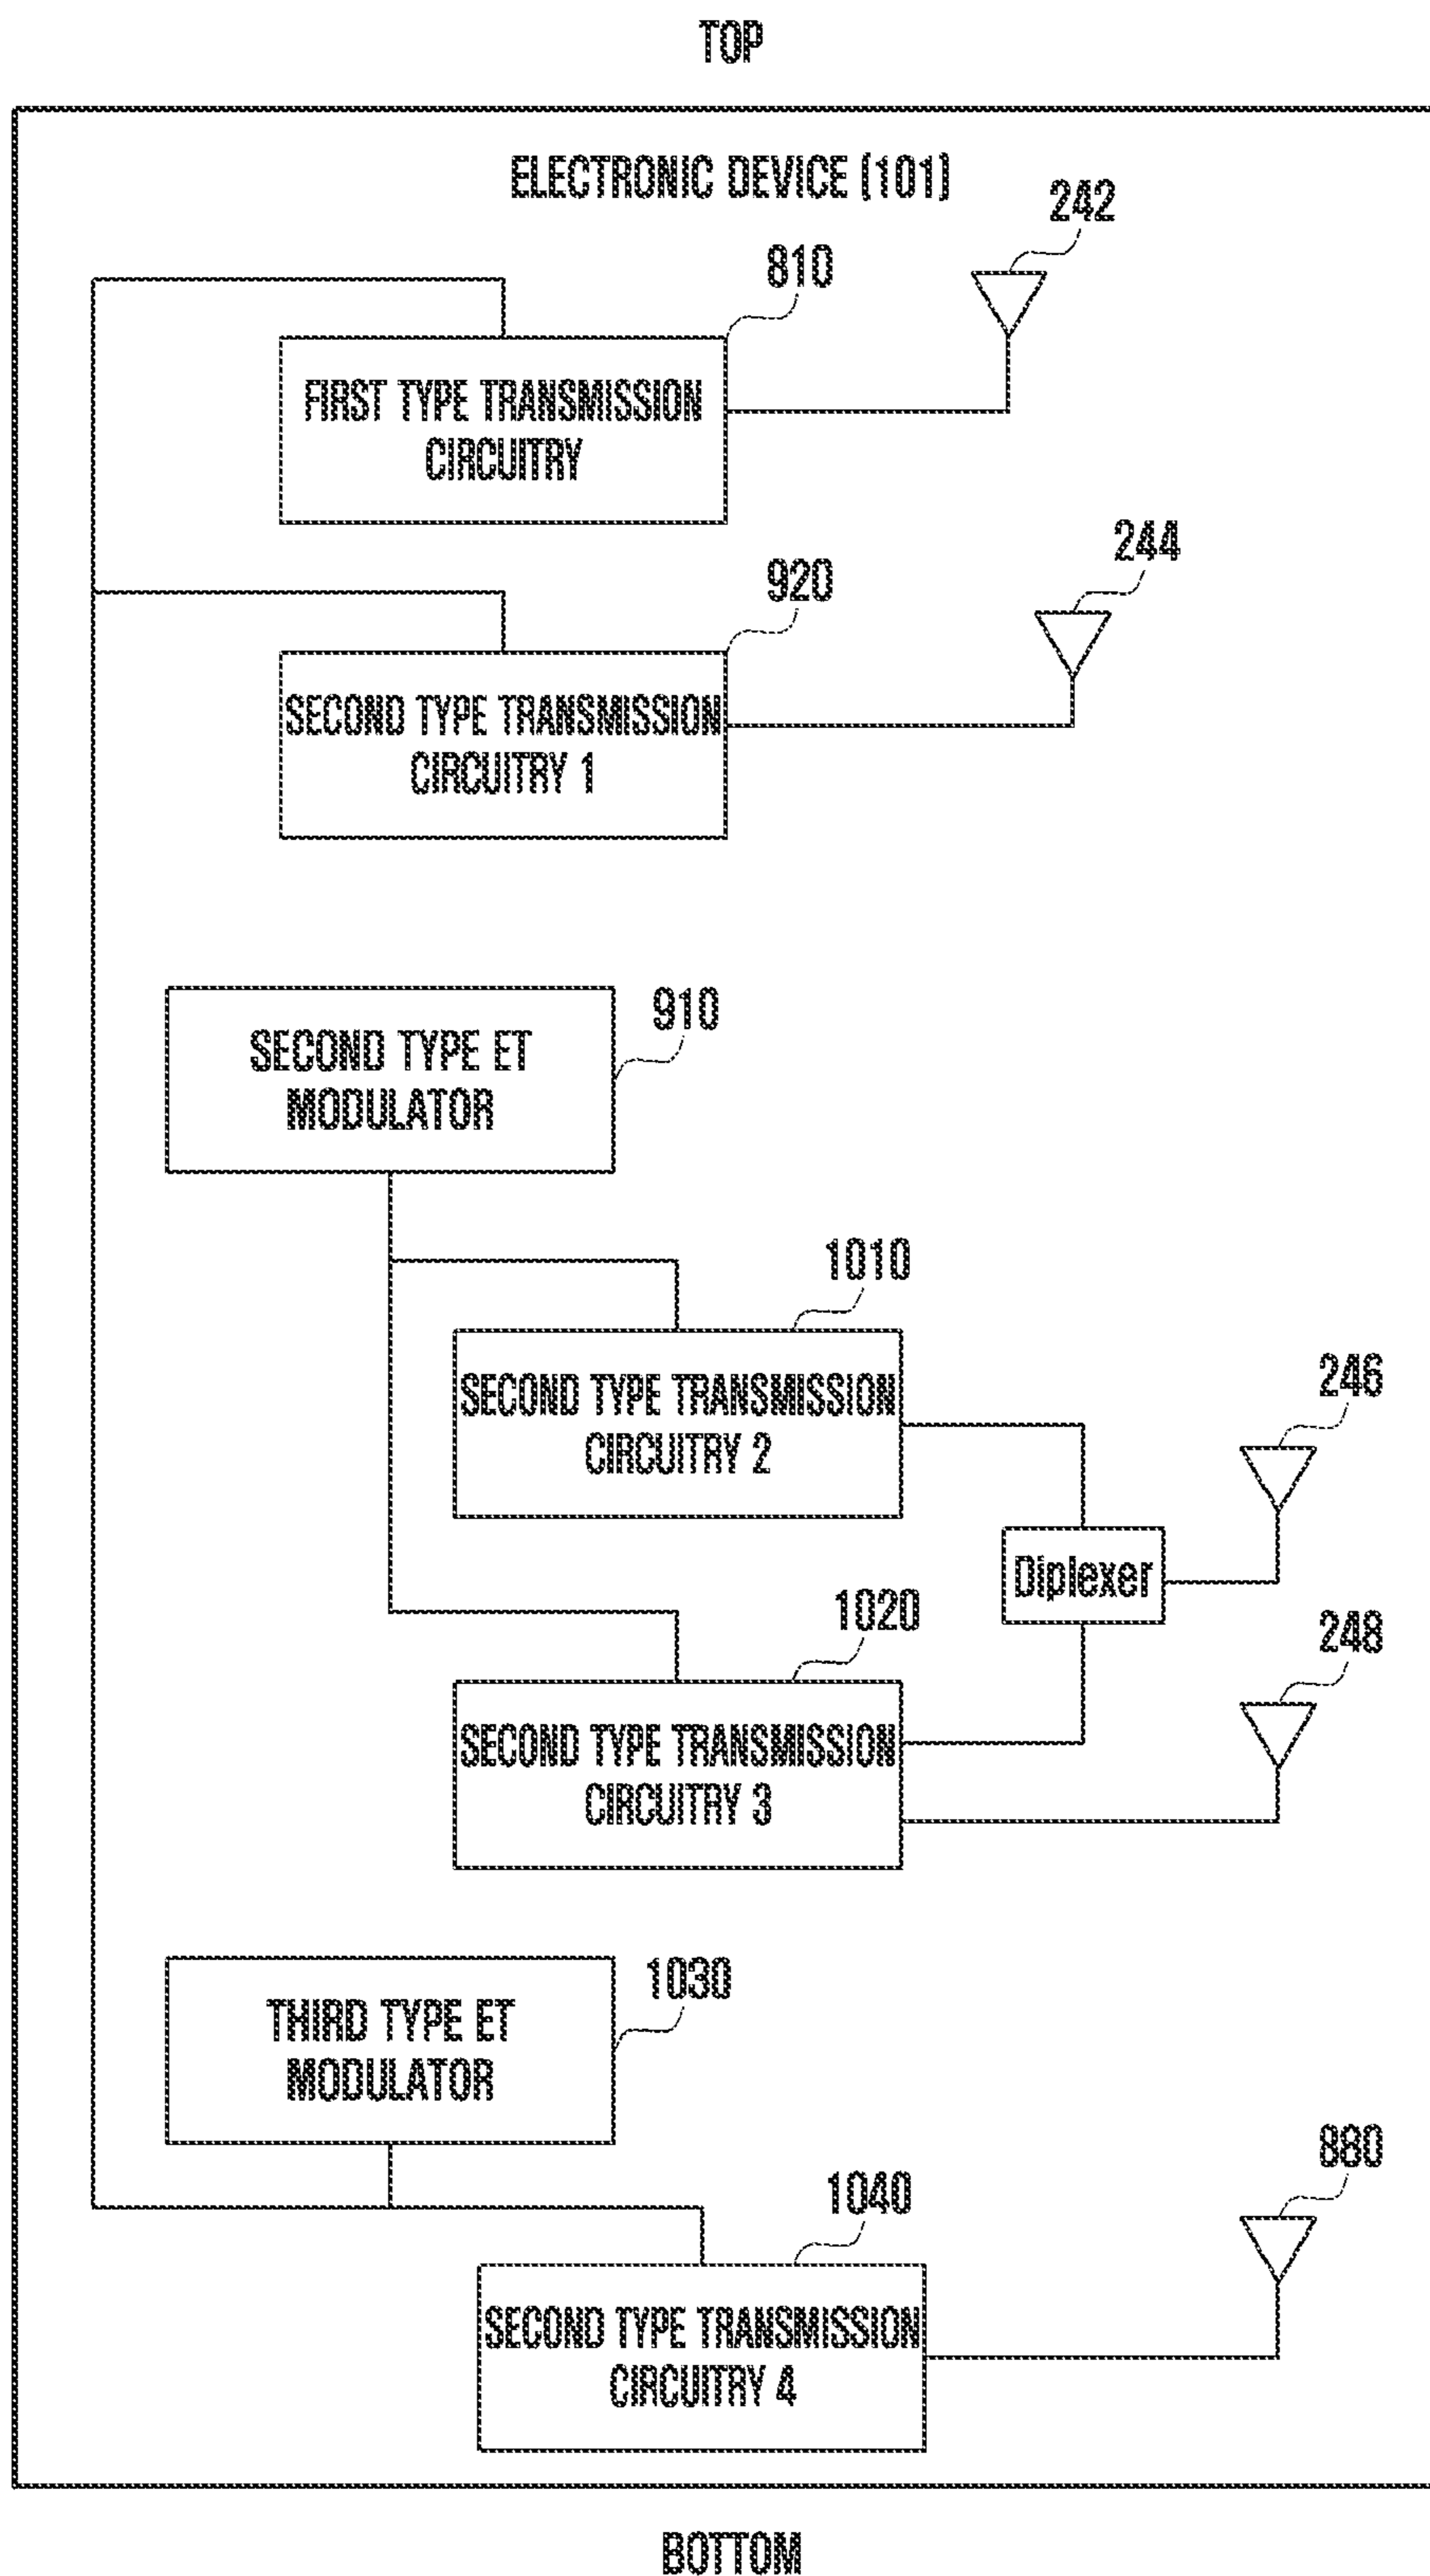 TOP
ELECTRONIC DEVICE (101)
242
810
FIRST TYPE TRANSMISSION
CIRCUITRY
244
920
SECOND TYPE TRANSMISSION
CIRCUITRY 1
910
SECOND TYPE ET
MODULATOR
1010
SECOND TYPE TRANSMISSION
CIRCUITRY 2
246
Diplexer
1020
248
SECOND TYPE TRANSMISSION
CIRCUITRY 3
1030
THIRD TYPE ET
MODULATOR
880
1040
SECOND TYPE TRANSMISSION
CIRCUITRY 4
BOTTOM